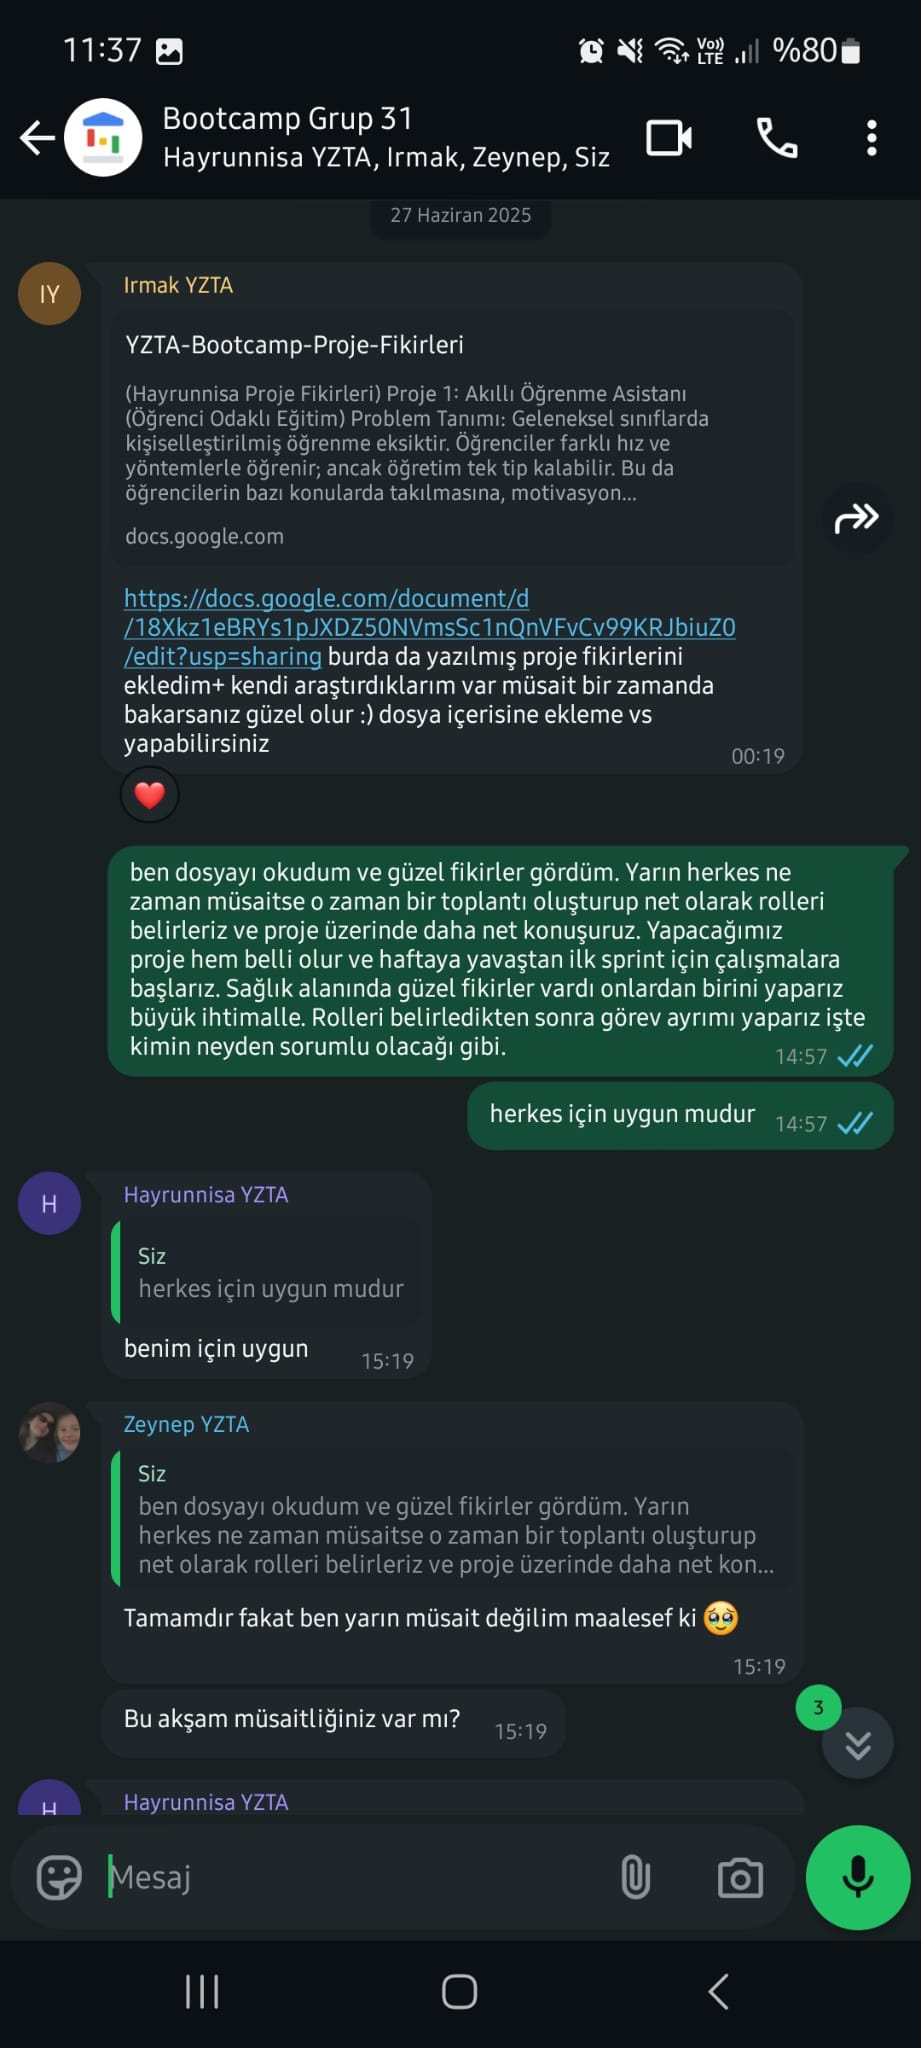 11:37
Vo)) LTE
%80
Bootcamp Grup 31
Hayrunnisa YZTA, Irmak, Zeynep, Siz
27 Haziran 2025
IY
Irmak YZTA
YZTA-Bootcamp-Proje-Fikirleri
(Hayrunnisa Proje Fikirleri) Proje 1: Akıllı Öğrenme Asistanı
(Öğrenci Odaklı Eğitim) Problem Tanımı: Geleneksel sınıflarda
kişiselleştirilmiş öğrenme eksiktir. Öğrenciler farklı hız ve
yöntemlerle öğrenir; ancak öğretim tek tip kalabilir. Bu da
öğrencilerin bazı konularda takılmasına, motivasyon...
docs.google.com
https://docs.google.com/document/d
/18Xkz1eBRYs1pJXDZ50NVmsSc1nQnVFvCv99KRJbiuZ0
/edit?usp=sharing burda da yazılmış proje fikirlerini
ekledim+ kendi araştırdıklarım var müsait bir zamanda
bakarsanız güzel olur :) dosya içerisine ekleme vs
yapabilirsiniz
00:19
ben dosyayı okudum ve güzel fikirler gördüm. Yarın herkes ne
zaman müsaitse o zaman bir toplantı oluşturup net olarak rolleri
belirleriz ve proje üzerinde daha net konuşuruz. Yapacağımız
proje hem belli olur ve haftaya yavaştan ilk sprint için çalışmalara
başlarız. Sağlık alanında güzel fikirler vardı onlardan birini yaparız
büyük ihtimalle. Rolleri belirledikten sonra görev ayrımı yaparız işte
kimin neyden sorumlu olacağı gibi.
14:57
herkes için uygun mudur 14:57
H
Hayrunnisa YZTA
Siz
herkes için uygun mudur
benim için uygun
15:19
Zeynep YZTA
Siz
ben dosyayı okudum ve güzel fikirler gördüm. Yarın
herkes ne zaman müsaitse o zaman bir toplantı oluşturup
net olarak rolleri belirleriz ve proje üzerinde daha net kon...
Tamamdır fakat ben yarın müsait değilim maalesef ki 🥹
15:19
Bu akşam müsaitliğiniz var mı? 15:19
3
H
Hayrunnisa YZTA
Mesaj